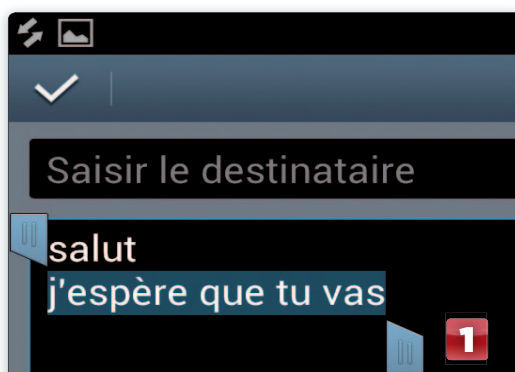 Saisir le destinataire
salut
j'espère que tu vas
1